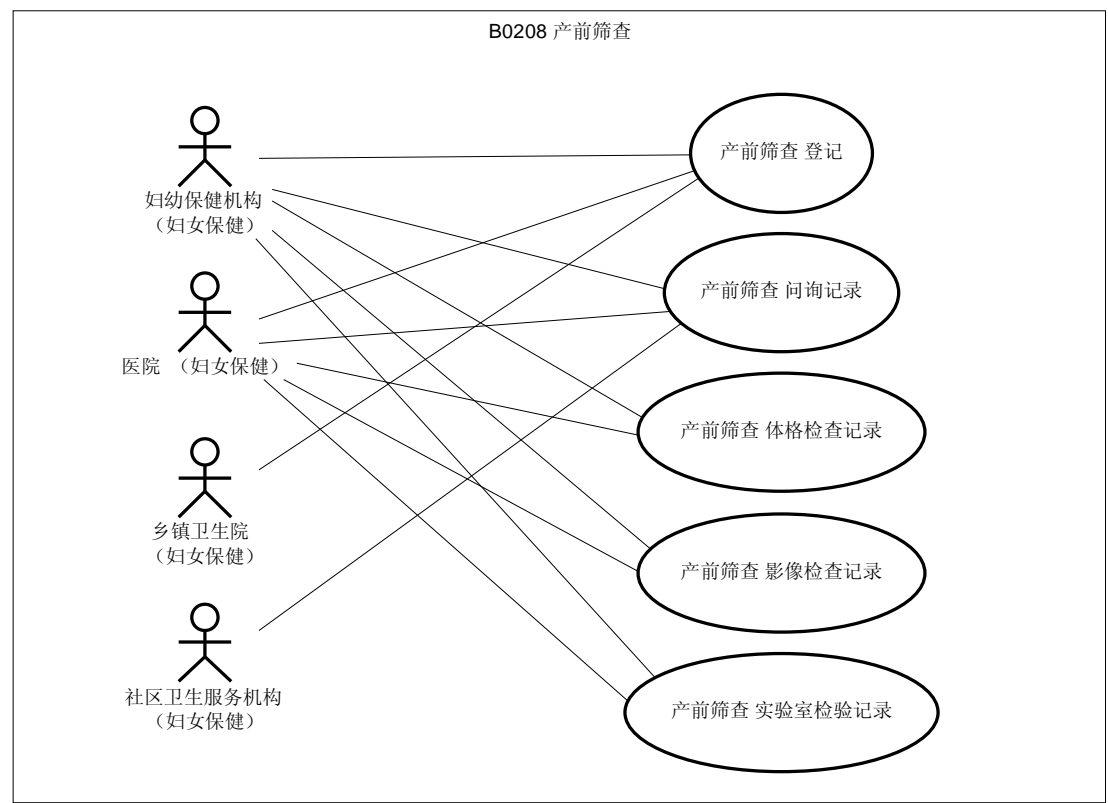 B0208 产前筛查
妇幼保健机构
（妇女保健）
医院 （妇女保健）
乡镇卫生院
（妇女保健）
社区卫生服务机构
（妇女保健）
产前筛查 登记
产前筛查 问询记录
产前筛查 体格检查记录
产前筛查 影像检查记录
产前筛查 实验室检验记录